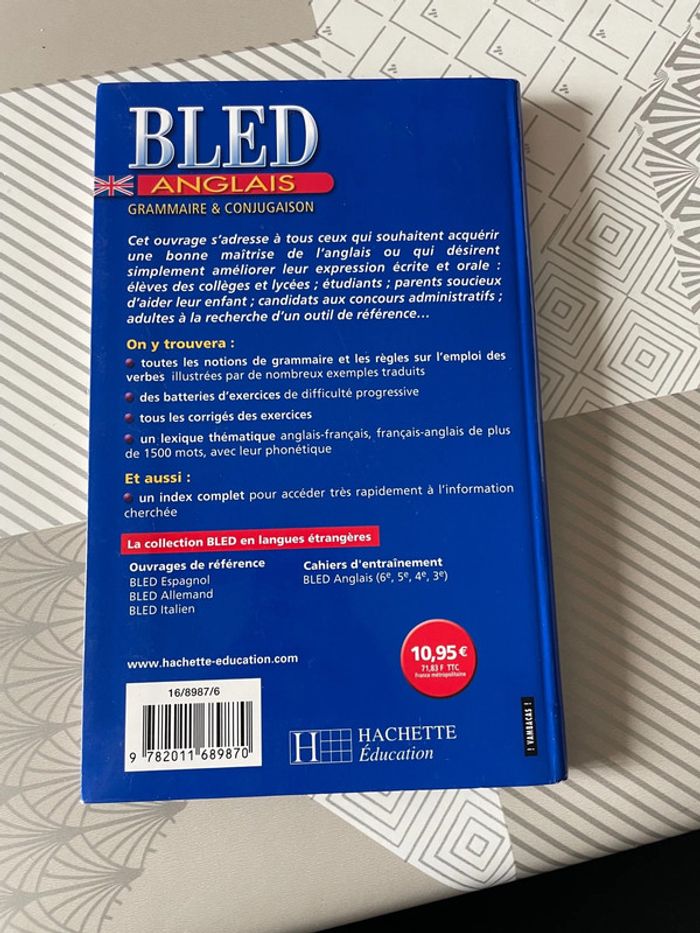 BLED
ANGLAIS
GRAMMAIRE & CONJUGAISON
Cet ouvrage s'adresse à tous ceux qui souhaitent acquérir
une bonne maîtrise de l'anglais ou qui désirent
simplement améliorer leur expression écrite et orale :
élèves des collèges et lycées ; étudiants ; parents soucieux
d'aider leur enfant ; candidats aux concours administratifs ;
adultes à la recherche d'un outil de référence...
On y trouvera :
toutes les notions de grammaire et les règles sur l'emploi des
verbes illustrées par de nombreux exemples traduits
des batteries d'exercices de difficulté progressive
tous les corrigés des exercices
un lexique thématique anglais-français, français-anglais de plus
de 1500 mots, avec leur phonétique
Et aussi :
un index complet pour accéder très rapidement à l'information
cherchée
La collection BLED en langues étrangères
Ouvrages de référence
BLED Espagnol
BLED Allemand
BLED Italien
Cahiers d'entraînement
BLED Anglais (6e, 5e, 4e, 3e)
10,95 €
71,83 F TTC
France métropolitaine
www.hachette-education.com
16/8987/6
9 782011 689870
HACHETTE
Éducation
! VAMBACAS !